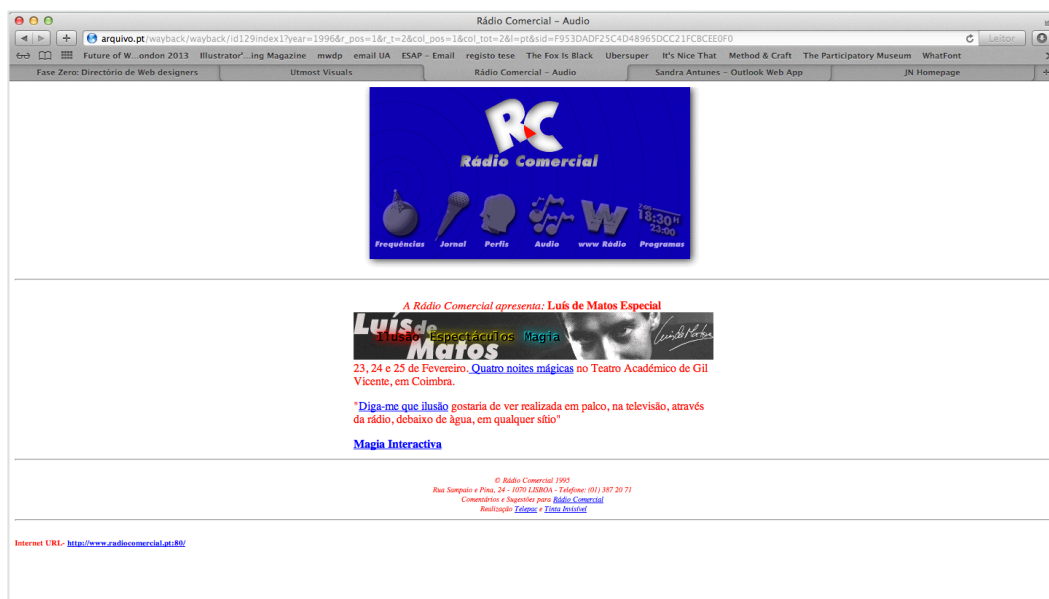 Rádio Comercial – Audio
arquivo.pt/wayback/wayback/id129index1?year=1996&r_pos=1&r_t=2&col_pos=1&col_tot=2&l=pt&sid=F953DADF25C4D48965DCC21FC8CEE0F0
Leitor
Future of W...ondon 2013 Illustrator'...ing Magazine mwdp email UA ESAP – Email registo tese The Fox Is Black Ubersuper It's Nice That Method & Craft The Participatory Museum WhatFont
Fase Zero: Directório de Web designers Utmost Visuals Rádio Comercial – Audio Sandra Antunes – Outlook Web App JN Homepage
RC
Rádio Comercial
7:00
18:30H
23:00
Frequências Jornal Perfis Audio www Rádio Programas
A Rádio Comercial apresenta: Luís de Matos Especial
Luís de Matos
Ilusão Espectáculos Magia
Luis de Matos
23, 24 e 25 de Fevereiro. Quatro noites mágicas no Teatro Académico de Gil
Vicente, em Coimbra.
"Diga-me que ilusão gostaria de ver realizada em palco, na televisão, através
da rádio, debaixo de àgua, em qualquer sítio"
Magia Interactiva
© Rádio Comercial 1995
Rua Sampaio e Pina, 24 - 1070 LISBOA - Telefone: (01) 387 20 71
Comentários e Sugestões para Rádio Comercial
Realização Telepac e Tinta Invisível
Internet URL- http://www.radiocomercial.pt:80/